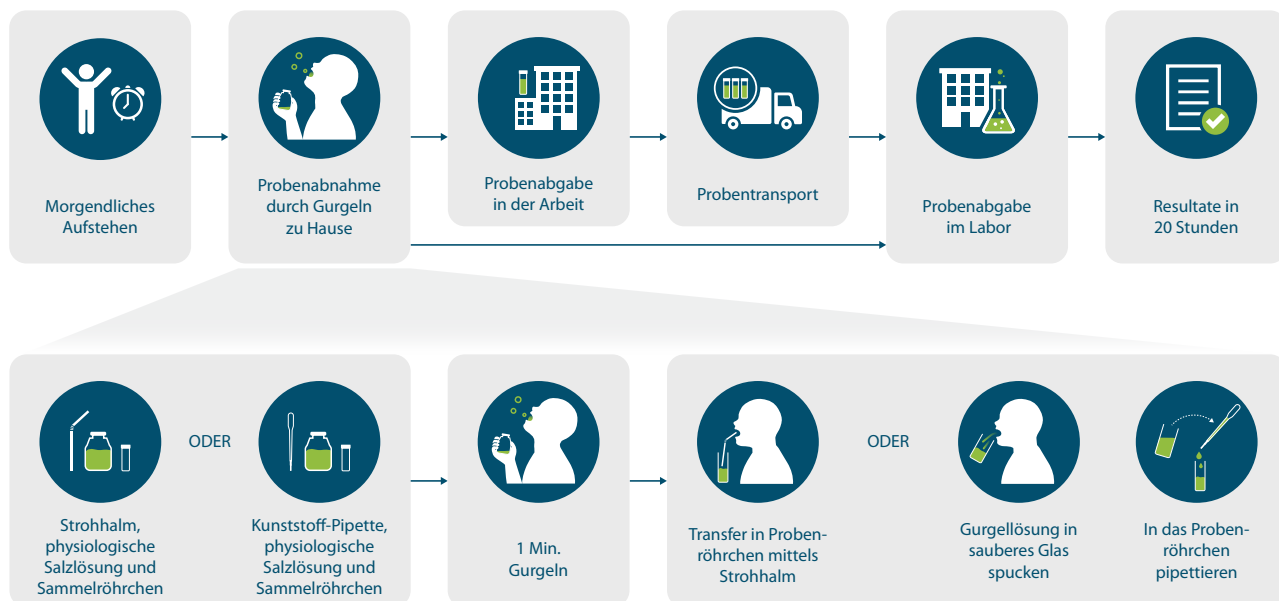 Morgendliches
Aufstehen
Probenabnahme
durch Gurgeln
zu Hause
Probenabgabe
in der Arbeit
Probentransport
Probenabgabe
im Labor
Resultate in
20 Stunden
Strohhalm,
physiologische
Salzlösung und
Sammelröhrchen
ODER
Kunststoff-Pipette,
physiologische
Salzlösung und
Sammelröhrchen
1 Min.
Gurgeln
Transfer in Proben-
röhrchen mittels
Strohhalm
ODER
Gurgellösung in
sauberes Glas
spucken
In das Proben-
röhrchen
pipettieren